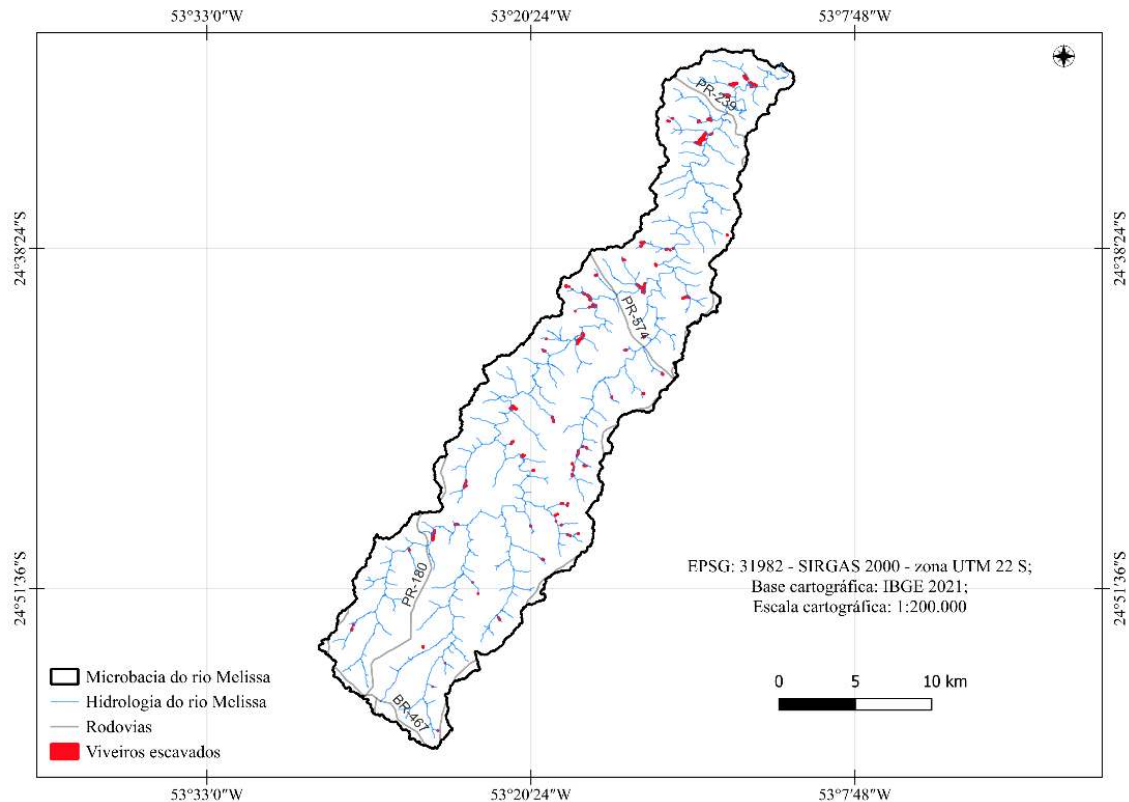 53°33'0"W
53°20'24"W
53°7'48"W
PR-239
24°38'24"S
24°38'24"S
PR-574
24°51'36"S
PR-180
EPSG: 31982 - SIRGAS 2000 - zona UTM 22 S;
Base cartográfica: IBGE 2021;
Escala cartográfica: 1:200.000
24°51'36"S
Microbacia do rio Melissa
Hidrologia do rio Melissa
Rodovias
Viveiros escavados
BR-467
0 5 10 km
53°33'0"W
53°20'24"W
53°7'48"W